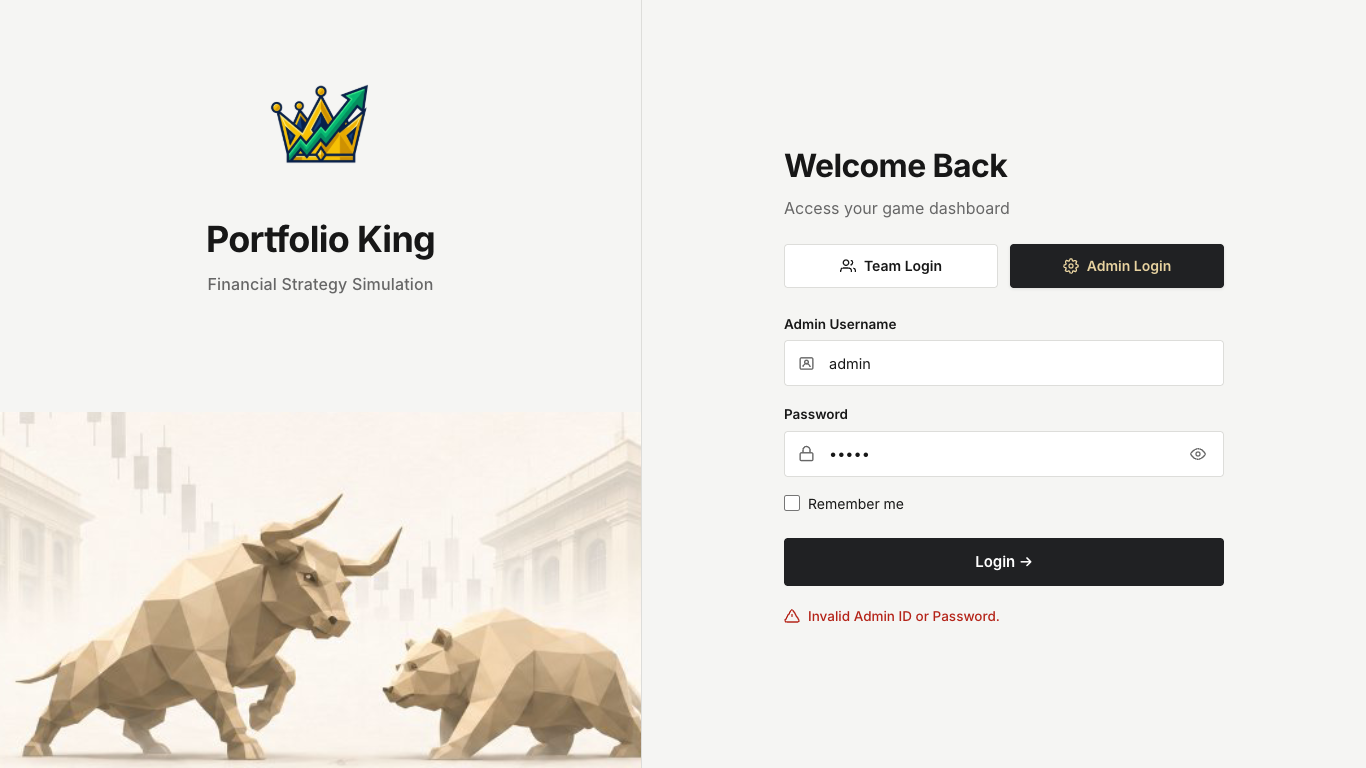 Portfolio King
Financial Strategy Simulation
Welcome Back
Access your game dashboard
Team Login
Admin Login
Admin Username
admin
Password
•••••
Remember me
Login →
Invalid Admin ID or Password.